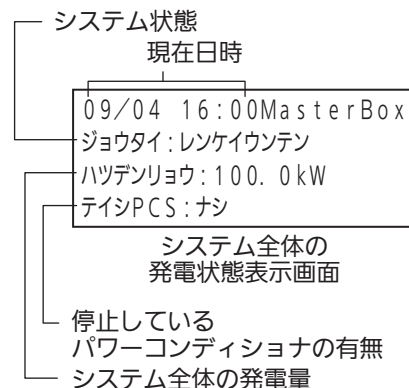 システム状態
現在日時
09/04 16:00MasterBox
ジョウタイ:レンケイウンテン
ハツデンリョウ:100. 0kW
テイシPCS:ナシ
システム全体の
発電状態表示画面
停止している
パワーコンディショナの有無
システム全体の発電量